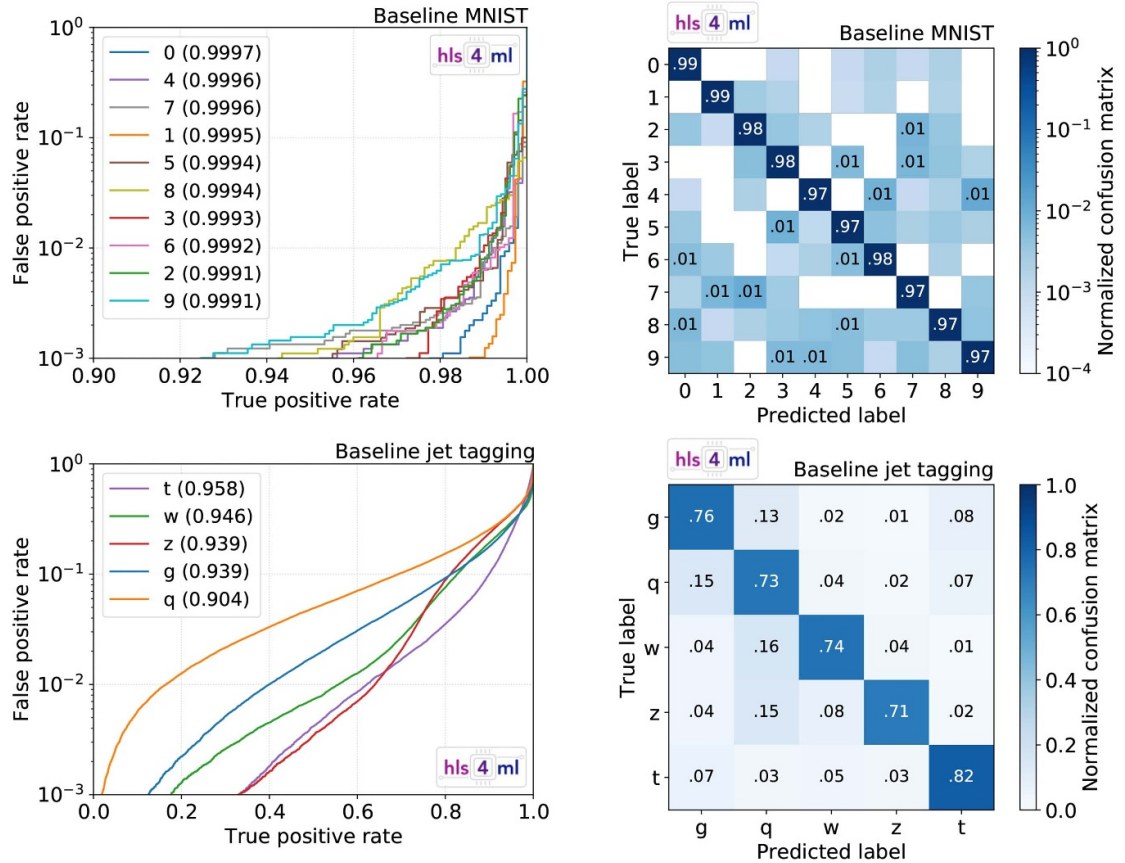 Baseline MNIST
hls 4 ml
10^0
10^-1
10^-2
10^-3
False positive rate
0 (0.9997)
4 (0.9996)
7 (0.9996)
1 (0.9995)
5 (0.9994)
8 (0.9994)
3 (0.9993)
6 (0.9992)
2 (0.9991)
9 (0.9991)
0.90 0.92 0.94 0.96 0.98 1.00
True positive rate
hls 4 ml
Baseline MNIST
True label
0 .99
1 .99
2 .98 .01
3 .98 .01 .01
4 .97 .01 .01
5 .01 .97
6 .01 .01 .98
7 .01 .01 .97
8 .01 .01 .97
9 .01 .01 .97
0 1 2 3 4 5 6 7 8 9
Predicted label
10^0
10^-1
10^-2
10^-3
10^-4
Normalized confusion matrix
Baseline jet tagging
10^0
10^-1
10^-2
10^-3
False positive rate
t (0.958)
w (0.946)
z (0.939)
g (0.939)
q (0.904)
hls 4 ml
0.0 0.2 0.4 0.6 0.8 1.0
True positive rate
hls 4 ml
Baseline jet tagging
True label
g .76 .13 .02 .01 .08
q .15 .73 .04 .02 .07
w .04 .16 .74 .04 .01
z .04 .15 .08 .71 .02
t .07 .03 .05 .03 .82
g q w z t
Predicted label
1.0
0.8
0.6
0.4
0.2
0.0
Normalized confusion matrix